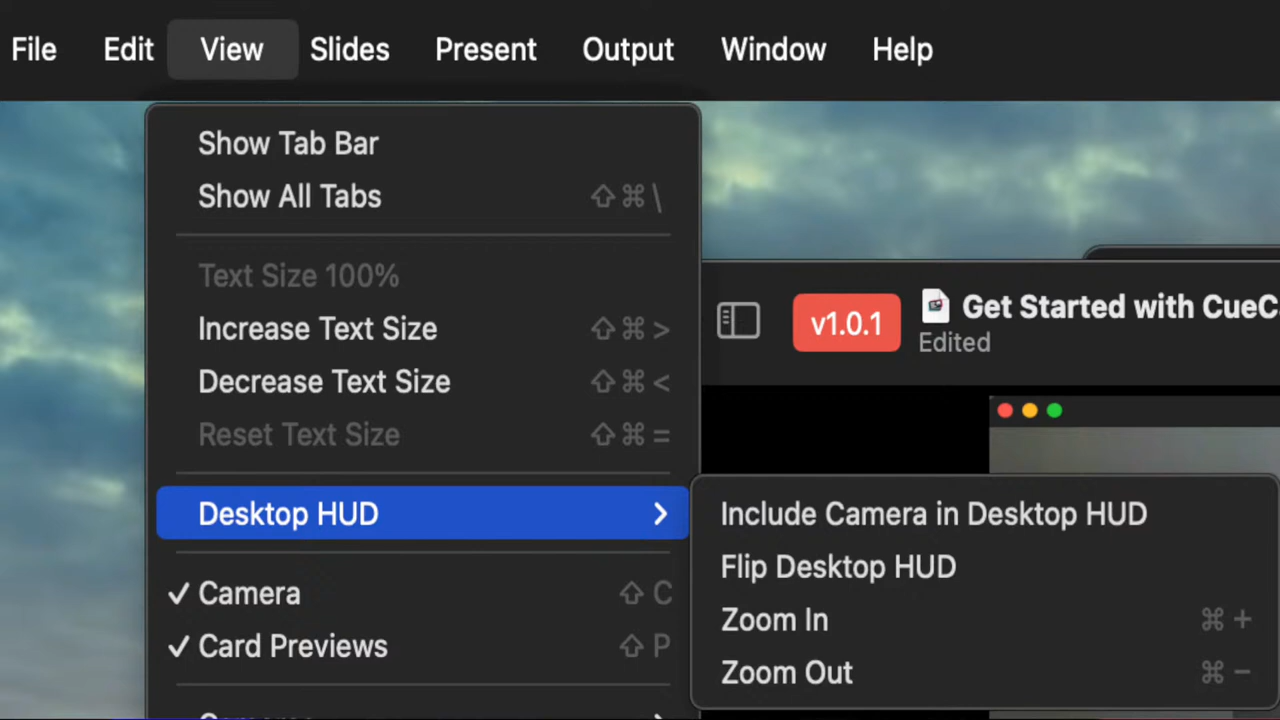 File Edit View Slides Present Output Window Help
Show Tab Bar
Show All Tabs ⇧ ⌘ \
Text Size 100%
Increase Text Size ⇧ ⌘ >
Decrease Text Size ⇧ ⌘ <
Reset Text Size ⇧ ⌘ =
Desktop HUD
Camera ⇧ C
Card Previews ⇧ P
v1.0.1
Get Started with CueC
Edited
Include Camera in Desktop HUD
Flip Desktop HUD
Zoom In ⌘ +
Zoom Out ⌘ −